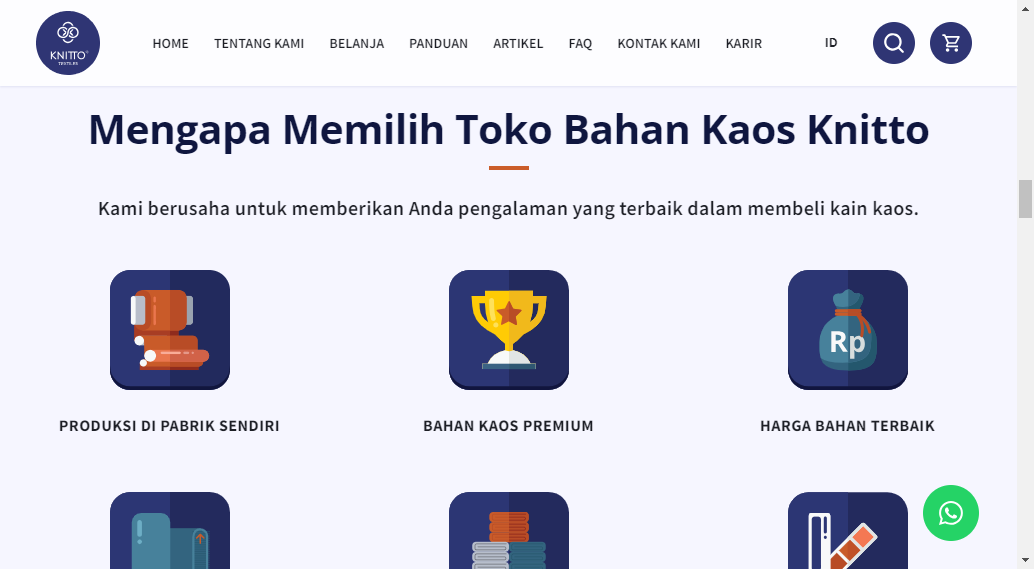 KNITTO
TEXTILES
HOME TENTANG KAMI BELANJA PANDUAN ARTIKEL FAQ KONTAK KAMI KARIR ID
Mengapa Memilih Toko Bahan Kaos Knitto
Kami berusaha untuk memberikan Anda pengalaman yang terbaik dalam membeli kain kaos.
Rp
PRODUKSI DI PABRIK SENDIRI
BAHAN KAOS PREMIUM
HARGA BAHAN TERBAIK